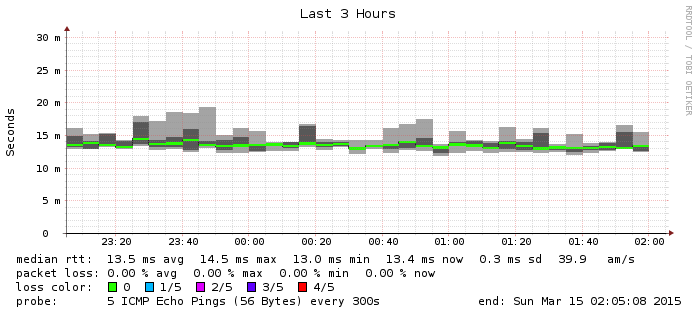 Last 3 Hours
RRDTOOL / TOBI OETIKER
Seconds
30 m
25 m
20 m
15 m
10 m
5 m
0
23:20 23:40 00:00 00:20 00:40 01:00 01:20 01:40 02:00
median rtt: 13.5 ms avg 14.5 ms max 13.0 ms min 13.4 ms now 0.3 ms sd 39.9 am/s
packet loss: 0.00 % avg 0.00 % max 0.00 % min 0.00 % now
loss color: 0 1/5 2/5 3/5 4/5
probe: 5 ICMP Echo Pings (56 Bytes) every 300s end: Sun Mar 15 02:05:08 2015